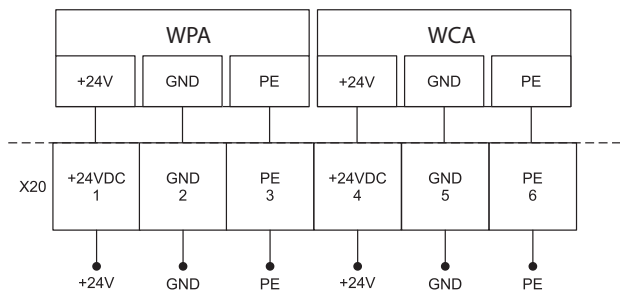 WPA WCA
+24V GND PE +24V GND PE
X20 +24VDC GND PE +24VDC GND PE
1 2 3 4 5 6
+24V GND PE +24V GND PE